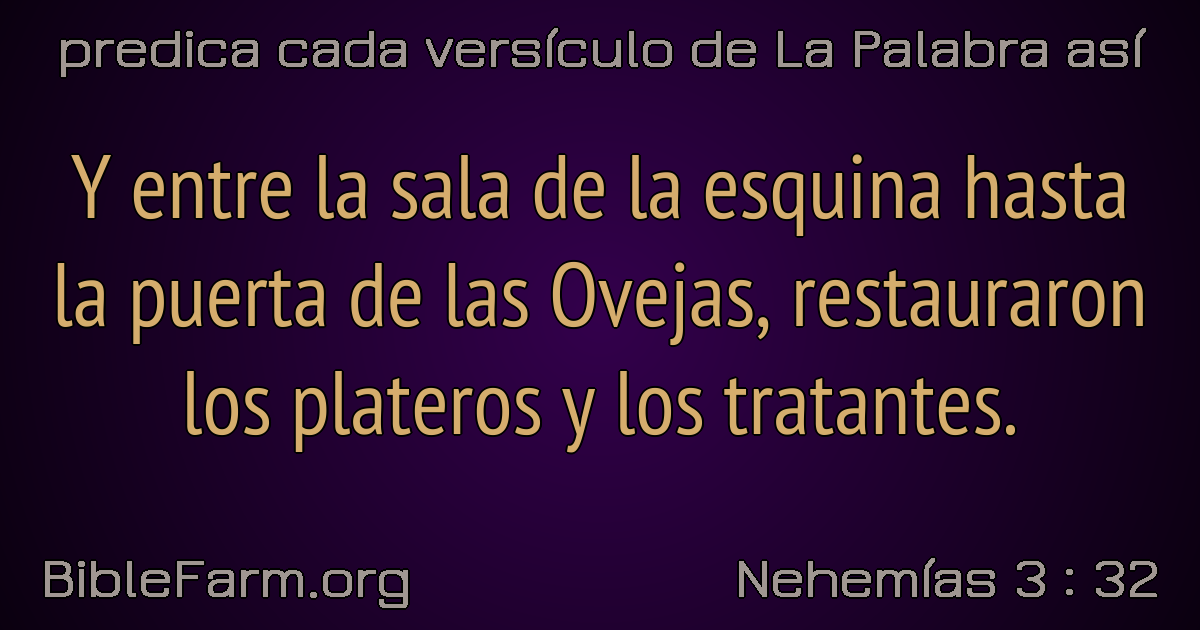 predica cada versículo de La Palabra así
Y entre la sala de la esquina hasta
la puerta de las Ovejas, restauraron
los plateros y los tratantes.
BibleFarm.org
Nehemías 3 : 32